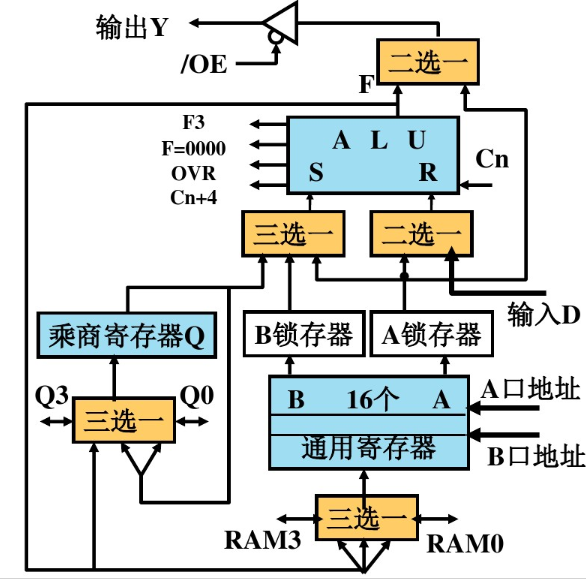 输出Y
/OE
二选一
F
F3
F=0000
OVR
Cn+4
A L U
S R
Cn
三选一
二选一
输入D
乘商寄存器Q
B锁存器
A锁存器
B 16个 A
通用寄存器
A口地址
B口地址
Q3
Q0
三选一
三选一
RAM3
RAM0